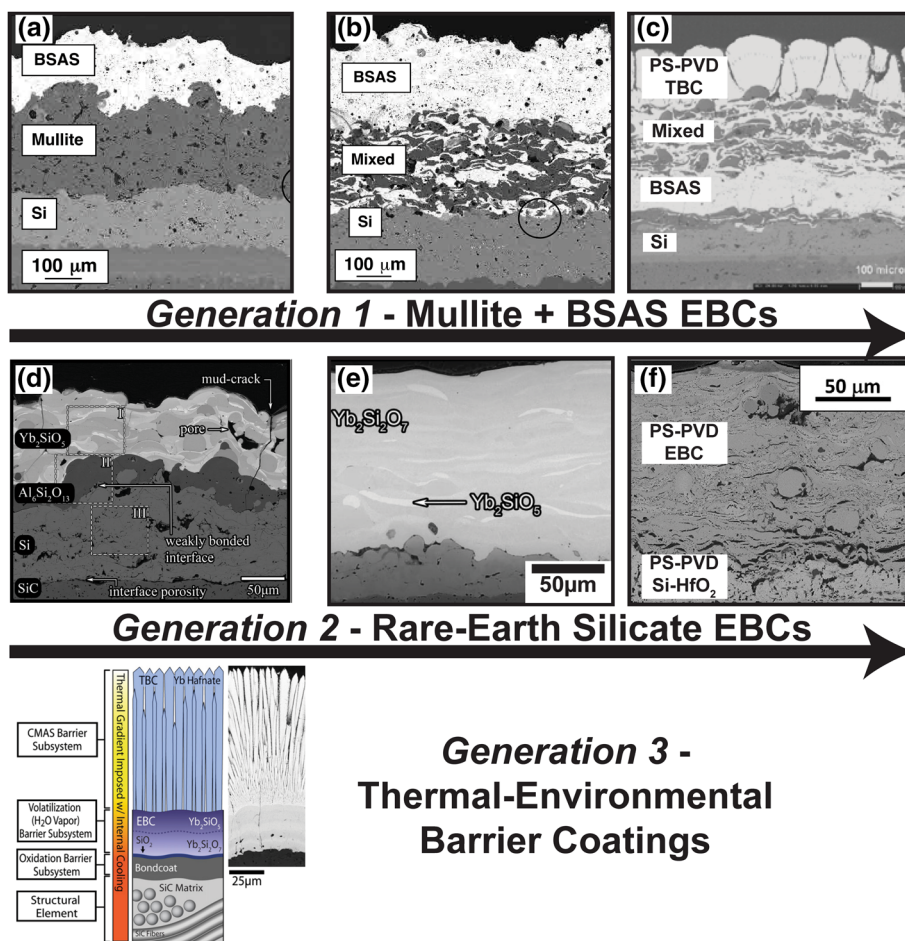 (a)
BSAS
Mullite
Si
100 μm
(b)
BSAS
Mixed
Si
100 μm
(c)
PS-PVD
TBC
Mixed
BSAS
Si
100 micro
Generation 1 - Mullite + BSAS EBCs
(d)
mud-crack
I
pore
Yb₂SiO₅
II
Al₆Si₂O₁₃
III
Si
weakly bonded
interface
SiC
interface porosity
50μm
(e)
Yb₂Si₂O₇
Yb₂SiO₅
50μm
(f)
50 μm
PS-PVD
EBC
PS-PVD
Si-HfO₂
Generation 2 - Rare-Earth Silicate EBCs
CMAS Barrier
Subsystem
Volatilization
(H₂O Vapor)
Barrier Subsystem
Oxidation Barrier
Subsystem
Structural
Element
Thermal Gradient Imposed w/ Internal Cooling
TBC Yb Hafnate
EBC Yb₂SiO₅
SiO₂
Yb₂Si₂O₇
Bondcoat
SiC Matrix
SiC Fibers
25μm
Generation 3 -
Thermal-Environmental
Barrier Coatings